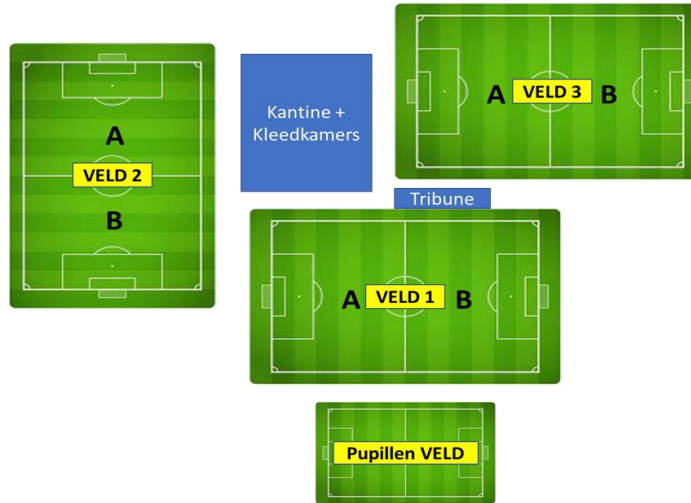 A
VELD 2
B
Kantine +
Kleedkamers
A
VELD 3
B
Tribune
A
VELD 1
B
Pupillen VELD